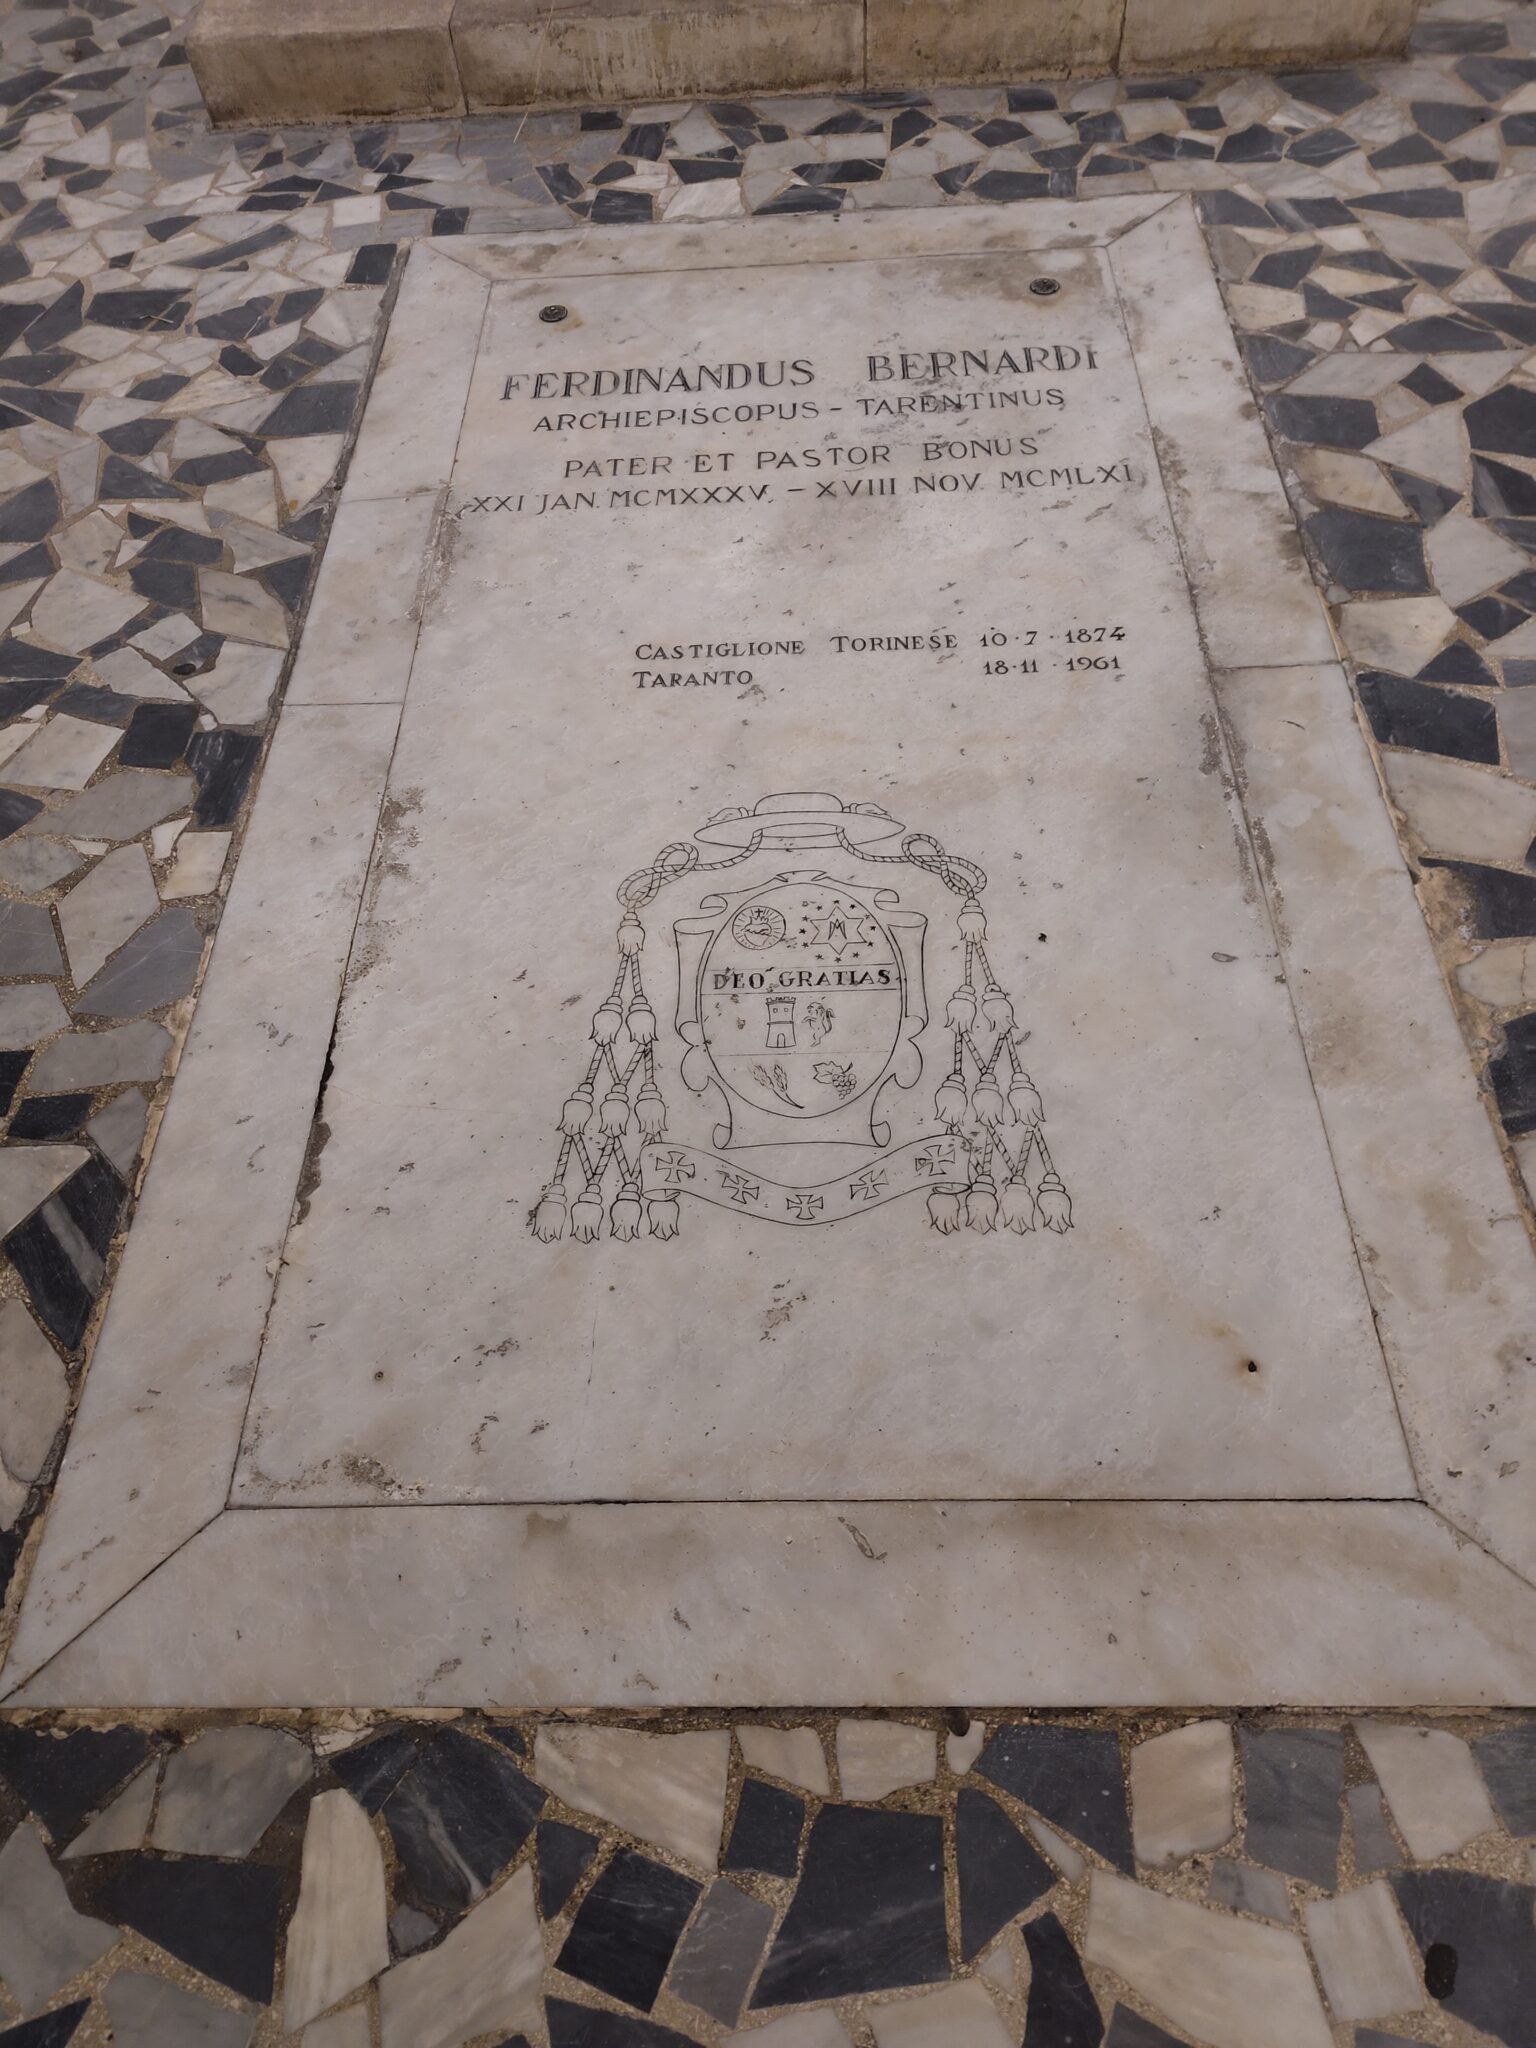 FERDINANDUS BERNARDI
ARCHIEPISCOPUS - TARENTINUS
PATER ET PASTOR BONUS
XXI JAN. MCMXXXV. - XVIII NOV. MCMLXI
CASTIGLIONE TORINESE 10·7·1874
TARANTO 18·11·1961
DEO GRATIAS